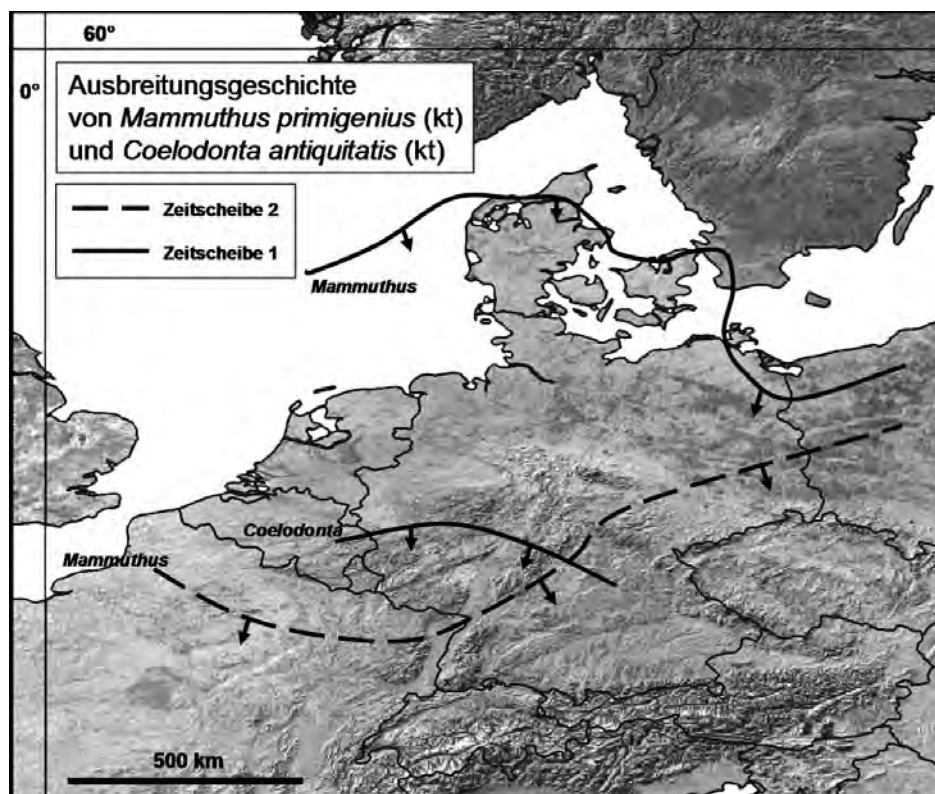 60°
0°
Ausbreitungsgeschichte
von Mammuthus primigenius (kt)
und Coelodonta antiquitatis (kt)
Zeitscheibe 2
Zeitscheibe 1
Mammuthus
Coelodonta
Mammuthus
500 km